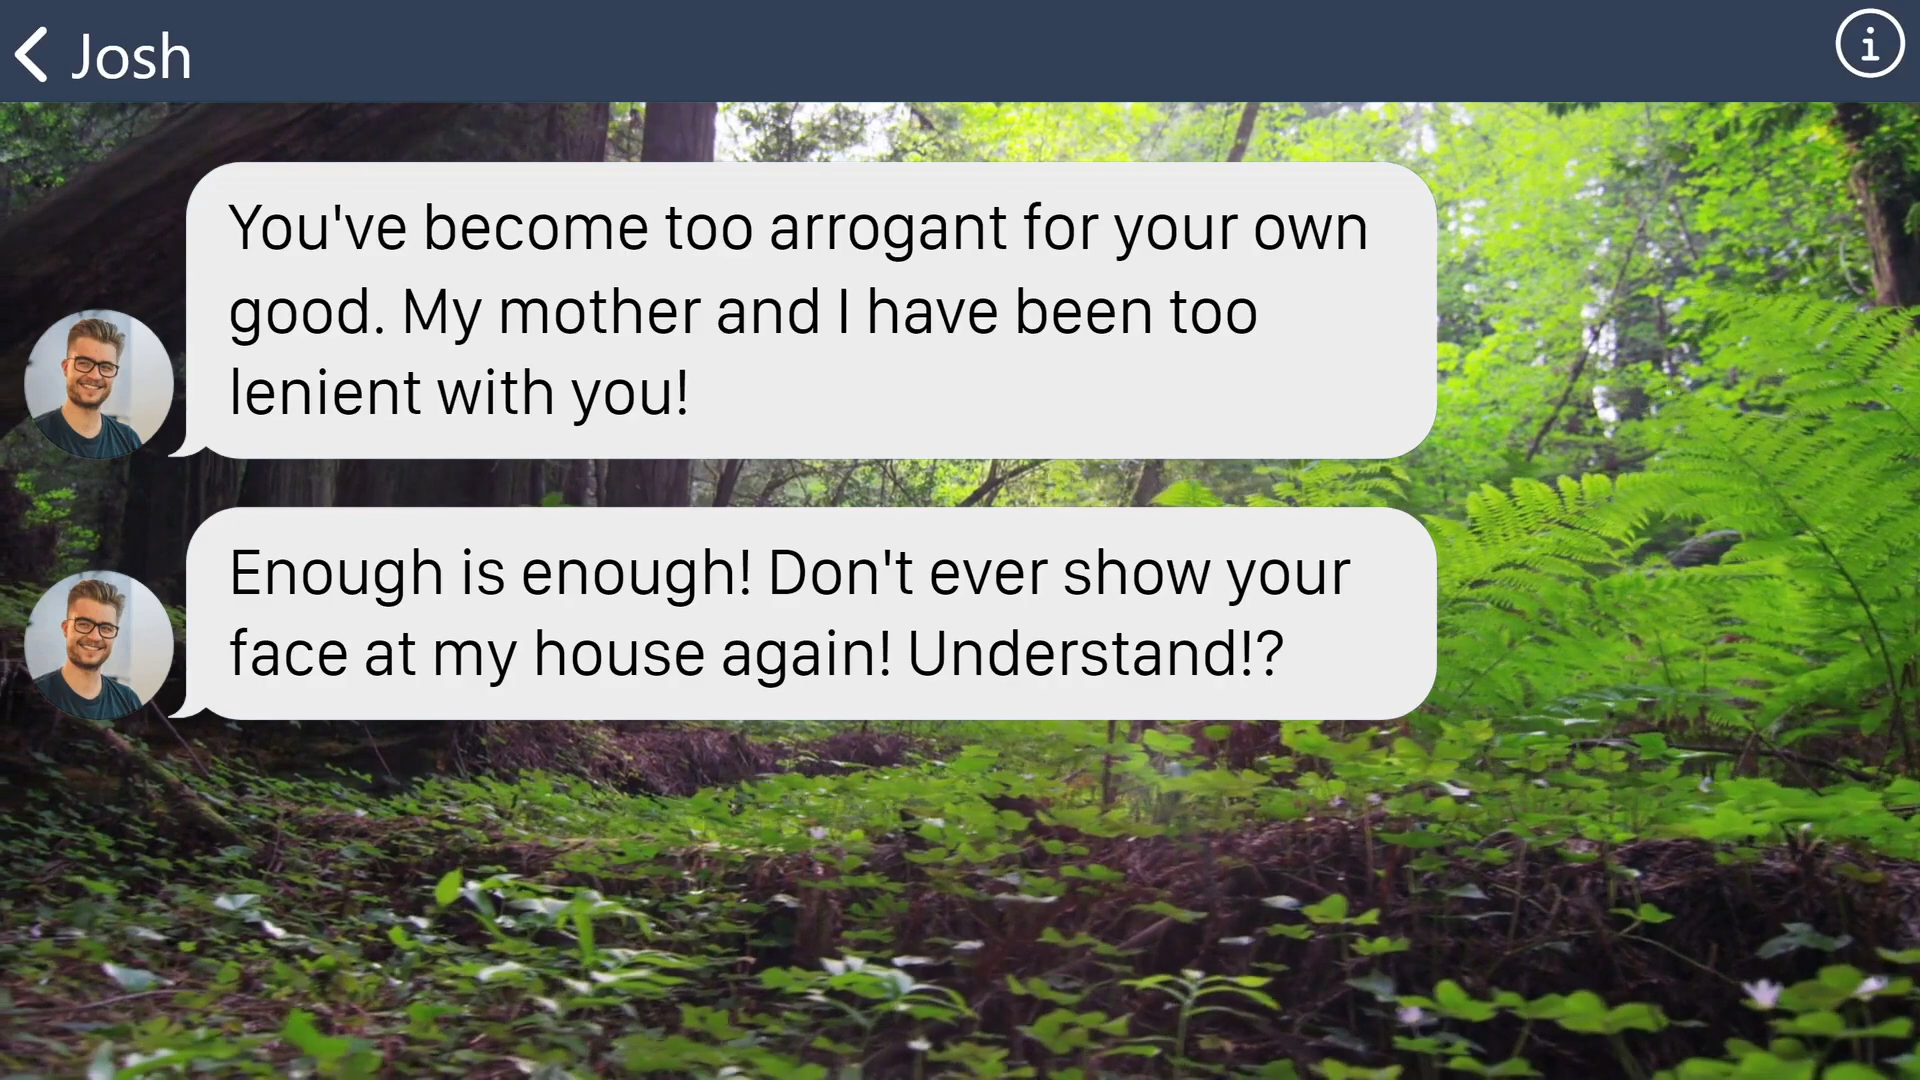 Josh
You've become too arrogant for your own
good. My mother and I have been too
lenient with you!
Enough is enough! Don't ever show your
face at my house again! Understand!?